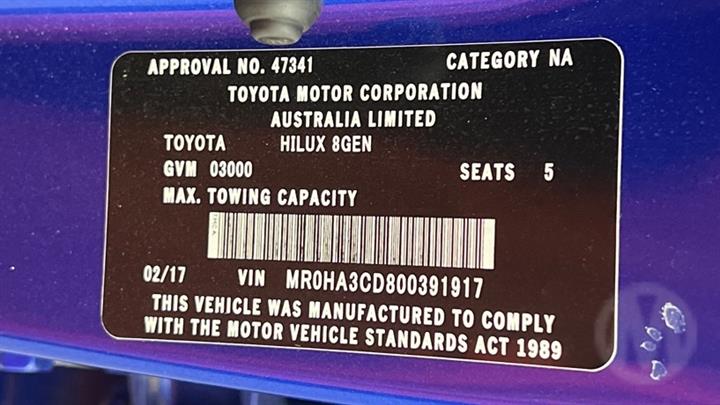 APPROVAL NO. 47341 CATEGORY NA
TOYOTA MOTOR CORPORATION
AUSTRALIA LIMITED
TOYOTA HILUX 8GEN
GVM 03000 SEATS 5
MAX. TOWING CAPACITY
TMCA
02/17 VIN MR0HA3CD800391917
THIS VEHICLE WAS MANUFACTURED TO COMPLY
WITH THE MOTOR VEHICLE STANDARDS ACT 1989